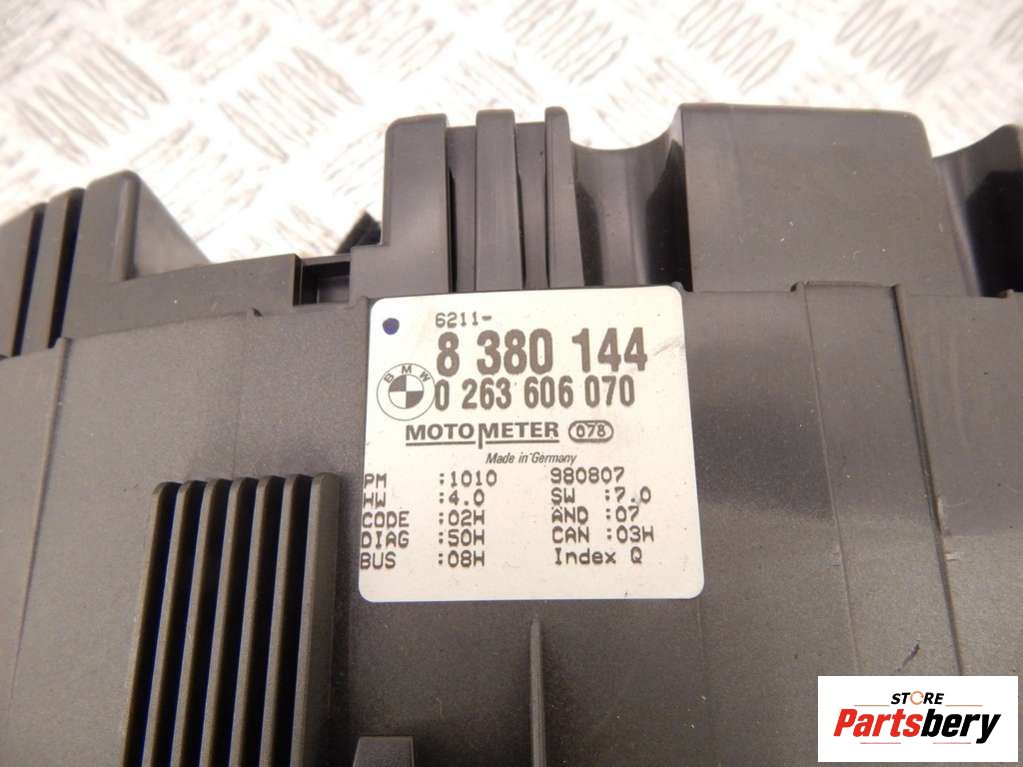 6211-
8 380 144
BMW
0 263 606 070
MOTOMETER 078
Made in Germany
PM :1010 980807
HW :4.0 SW :7.0
CODE :02H AND :07
DIAG :50H CAN :03H
BUS :08H Index Q
STORE
Partsbery